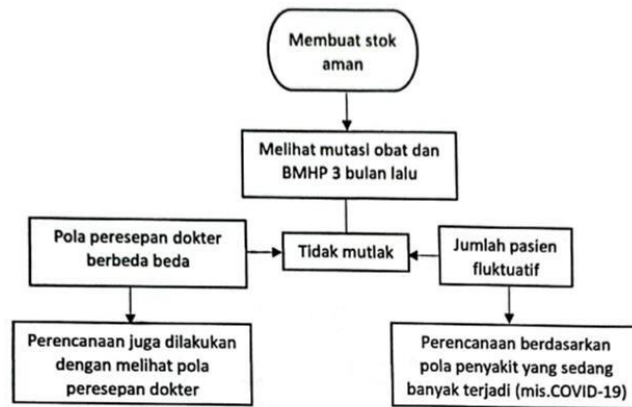 Membuat stok
aman
Melihat mutasi obat dan
BMHP 3 bulan lalu
Pola peresepan dokter
berbeda beda
Tidak mutlak
Jumlah pasien
fluktuatif
Perencanaan juga dilakukan
dengan melihat pola
peresepan dokter
Perencanaan berdasarkan
pola penyakit yang sedang
banyak terjadi (mis.COVID-19)